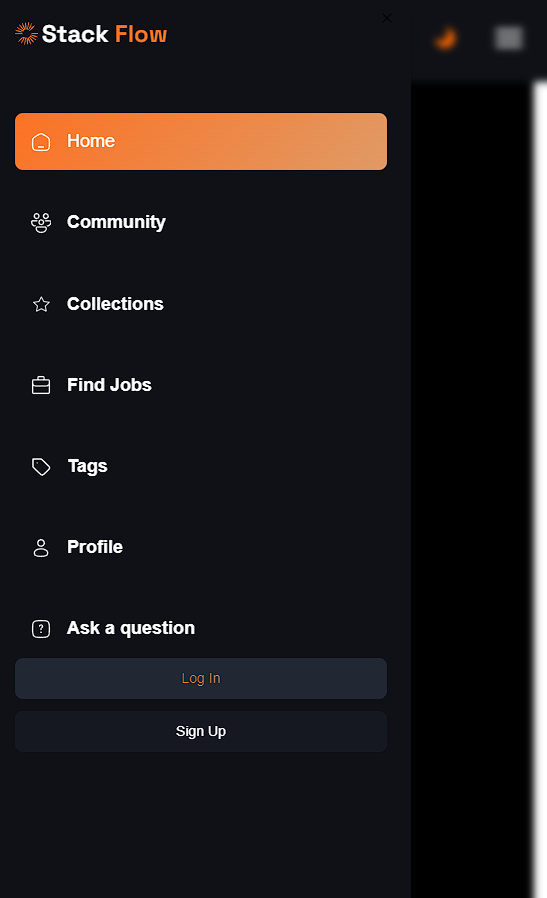 Stack Flow
Home
Community
Collections
Find Jobs
Tags
Profile
Ask a question
Log In
Sign Up